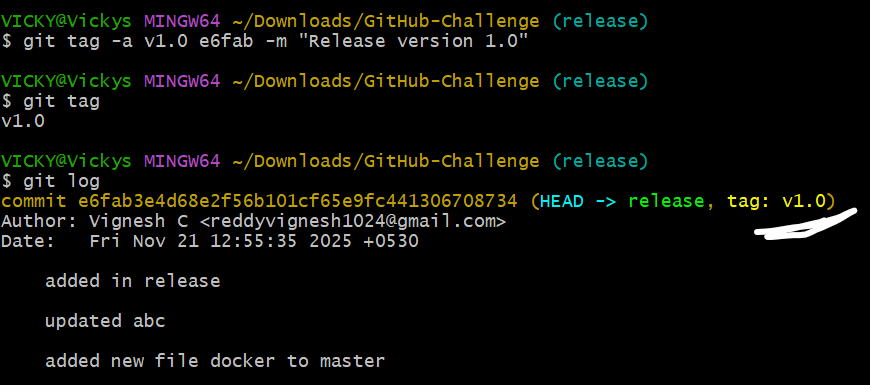 VICKY@Vickys MINGW64 ~/Downloads/GitHub-Challenge (release)
$ git tag -a v1.0 e6fab -m "Release version 1.0"
VICKY@Vickys MINGW64 ~/Downloads/GitHub-Challenge (release)
$ git tag
v1.0
VICKY@Vickys MINGW64 ~/Downloads/GitHub-Challenge (release)
$ git log
commit e6fab3e4d68e2f56b101cf65e9fc441306708734 (HEAD -> release, tag: v1.0)
Author: Vignesh C <reddyvignesh1024@gmail.com>
Date:   Fri Nov 21 12:55:35 2025 +0530
added in release
updated abc
added new file docker to master